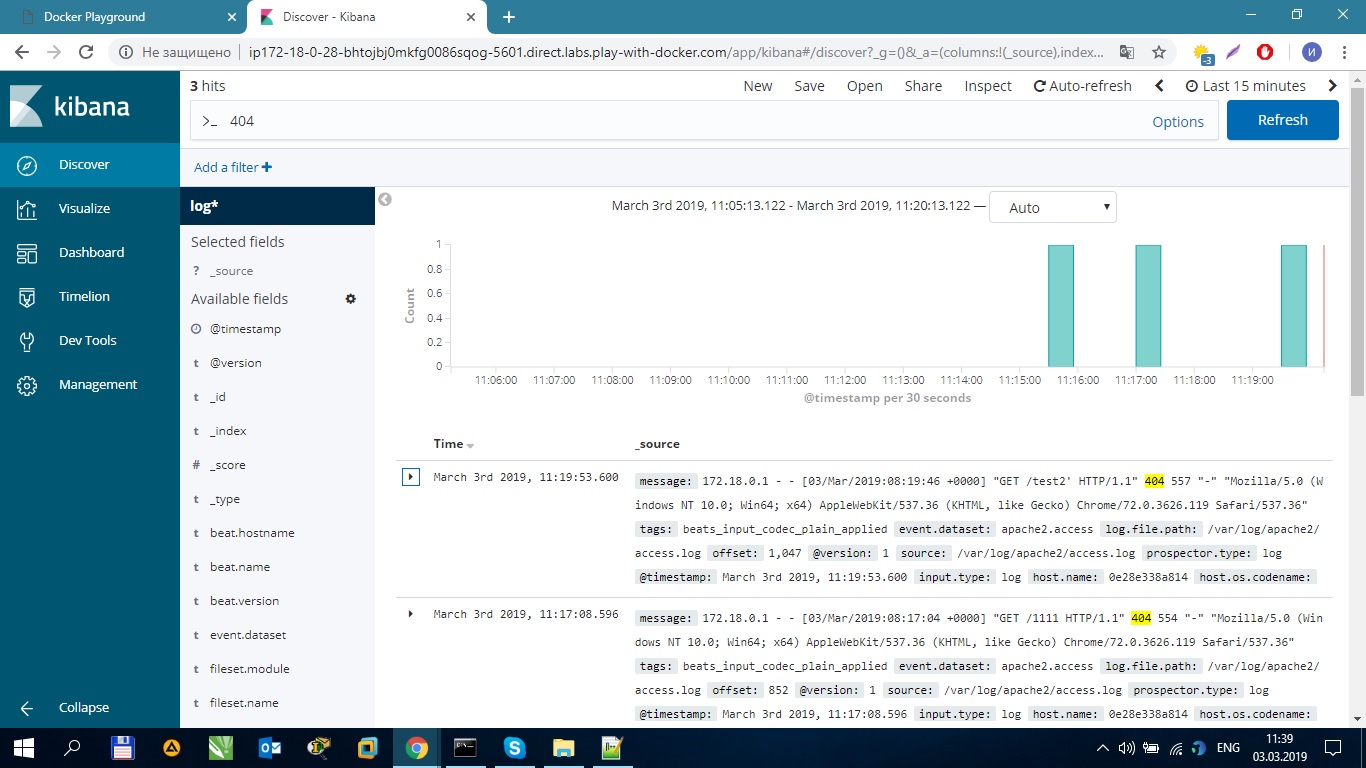 Docker Playground
Discover - Kibana
Не защищено
ip172-18-0-28-bhtojbj0mkfg0086sqog-5601.direct.labs.play-with-docker.com/app/kibana#/discover?_g=()&_a=(columns:!(_source),index...
-3
И
kibana
Discover
Visualize
Dashboard
Timelion
Dev Tools
Management
Collapse
3 hits
New Save Open Share Inspect Auto-refresh Last 15 minutes
>_ 404
Options
Refresh
Add a filter +
log*
Selected fields
? _source
Available fields
@timestamp
t @version
t _id
t _index
# _score
t _type
t beat.hostname
t beat.name
t beat.version
t event.dataset
t fileset.module
t fileset.name
March 3rd 2019, 11:05:13.122 - March 3rd 2019, 11:20:13.122 — Auto
Count
1
0.8
0.6
0.4
0.2
0
11:06:00 11:07:00 11:08:00 11:09:00 11:10:00 11:11:00 11:12:00 11:13:00 11:14:00 11:15:00 11:16:00 11:17:00 11:18:00 11:19:00
@timestamp per 30 seconds
Time _source
March 3rd 2019, 11:19:53.600
message: 172.18.0.1 - - [03/Mar/2019:08:19:46 +0000] "GET /test2' HTTP/1.1" 404 557 "-" "Mozilla/5.0 (W
indows NT 10.0; Win64; x64) AppleWebKit/537.36 (KHTML, like Gecko) Chrome/72.0.3626.119 Safari/537.36"
tags: beats_input_codec_plain_applied event.dataset: apache2.access log.file.path: /var/log/apache2/
access.log offset: 1,047 @version: 1 source: /var/log/apache2/access.log prospector.type: log
@timestamp: March 3rd 2019, 11:19:53.600 input.type: log host.name: 0e28e338a814 host.os.codename:
March 3rd 2019, 11:17:08.596
message: 172.18.0.1 - - [03/Mar/2019:08:17:04 +0000] "GET /1111 HTTP/1.1" 404 554 "-" "Mozilla/5.0 (Win
dows NT 10.0; Win64; x64) AppleWebKit/537.36 (KHTML, like Gecko) Chrome/72.0.3626.119 Safari/537.36"
tags: beats_input_codec_plain_applied event.dataset: apache2.access log.file.path: /var/log/apache2/
access.log offset: 852 @version: 1 source: /var/log/apache2/access.log prospector.type: log
@timestamp: March 3rd 2019, 11:17:08.596 input.type: log host.name: 0e28e338a814 host.os.codename:
ENG
11:39
03.03.2019